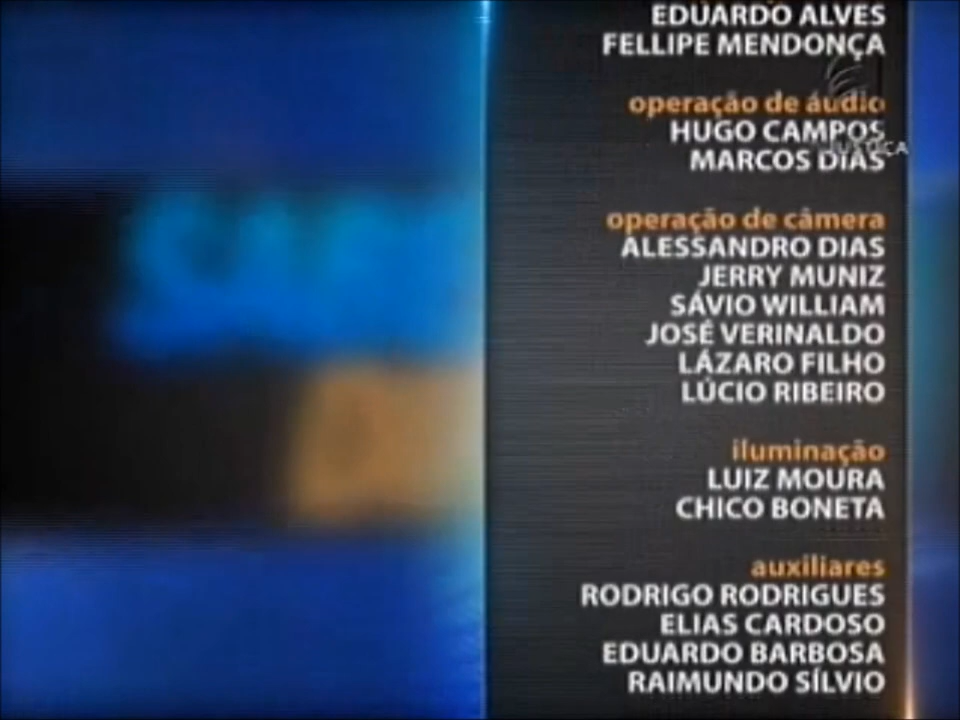 EDUARDO ALVES
FELLIPE MENDONÇA
operação de áudio
HUGO CAMPOS
MARCOS DIAS
operação de câmera
ALESSANDRO DIAS
JERRY MUNIZ
SÁVIO WILLIAM
JOSÉ VERINALDO
LÁZARO FILHO
LÚCIO RIBEIRO
iluminação
LUIZ MOURA
CHICO BONETA
auxiliares
RODRIGO RODRIGUES
ELIAS CARDOSO
EDUARDO BARBOSA
RAIMUNDO SÍLVIO